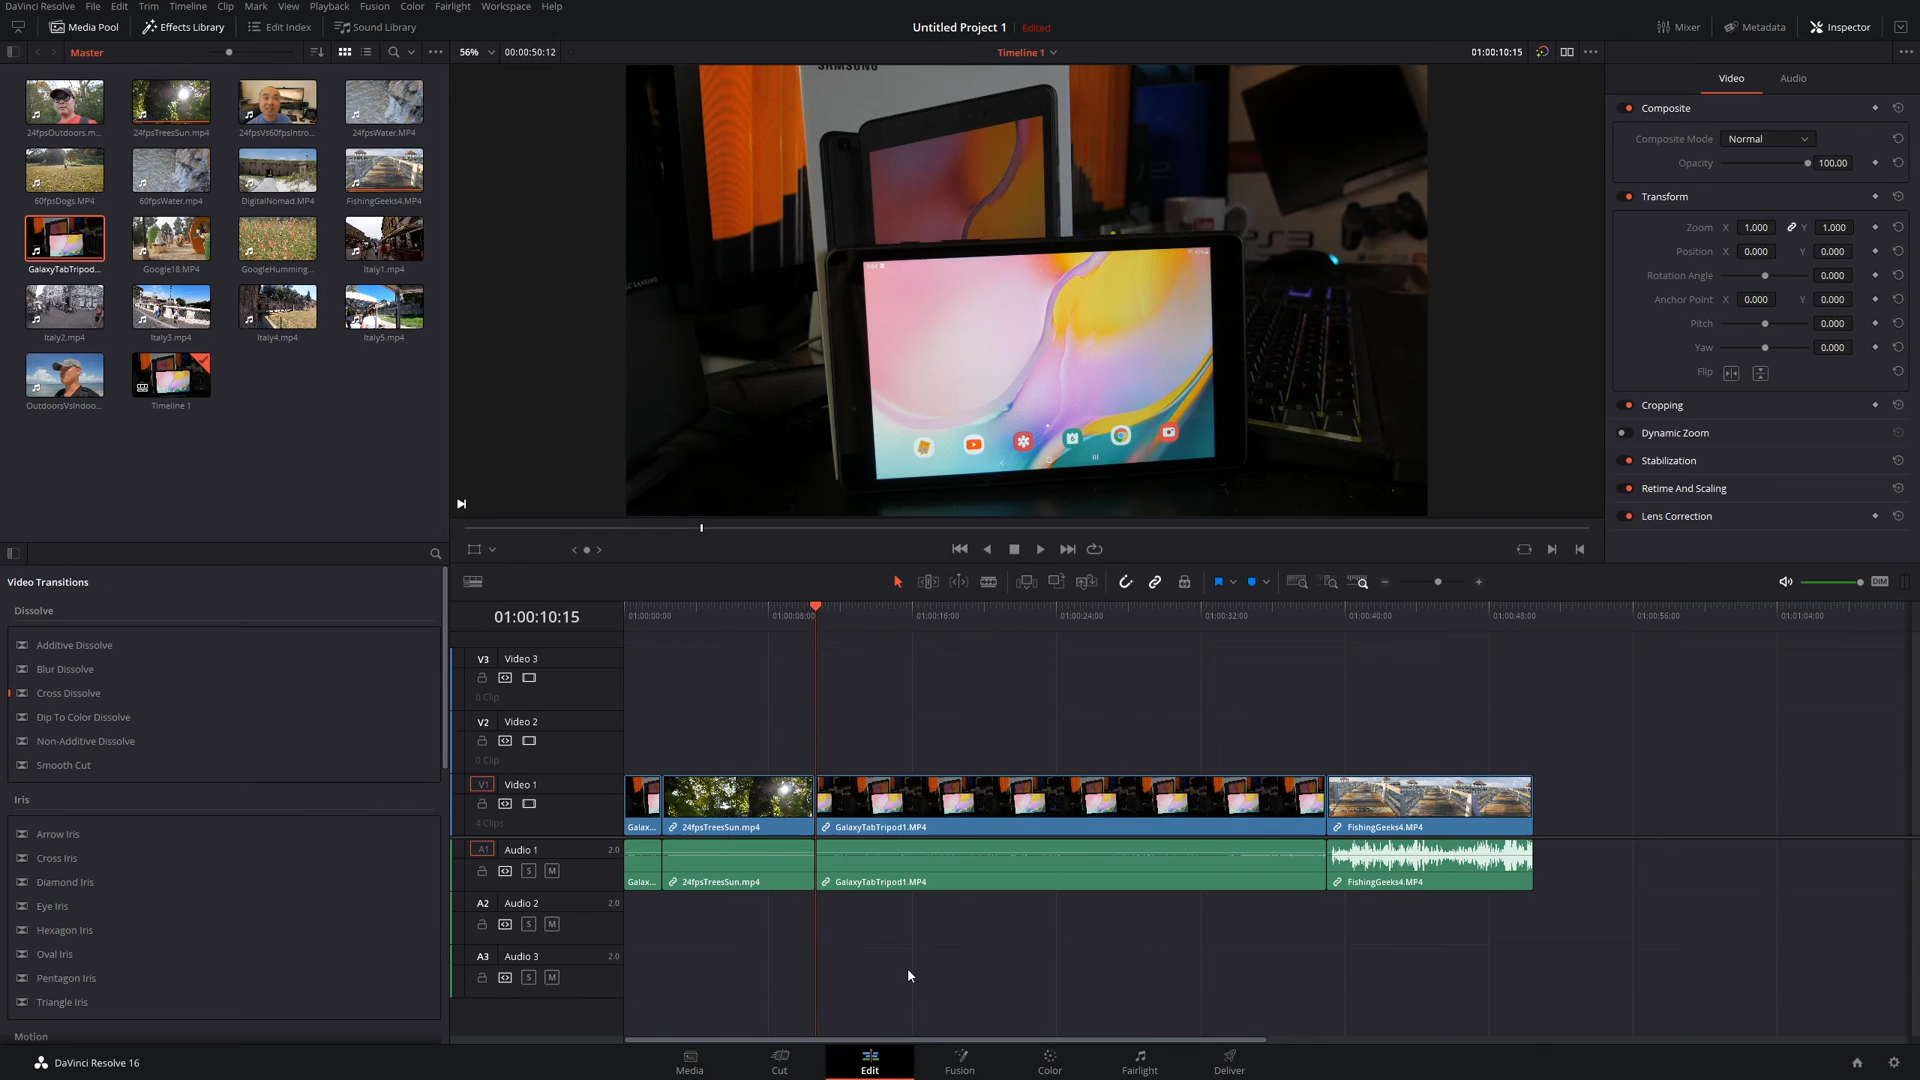 DaVinci Resolve File Edit Trim Timeline Clip Mark View Playback Fusion Color Fairlight Workspace Help
Media Pool Effects Library Edit Index Sound Library Untitled Project 1 Edited Mixer Metadata Inspector
Master 56% 00:00:50:12 Timeline 1 01:00:10:15
SAMSUNG
Video Audio
24fpsOutdoors.m... 24fpsTreesSun.mp4 24fpsVs60fpsIntro... 24fpsWater.MP4
60fpsDogs.MP4 60fpsWater.mp4 DigitalNomad.MP4 FishingGeeks4.MP4
GalaxyTabTripod... Google18.MP4 GoogleHumming... Italy1.mp4
Italy2.mp4 Italy3.mp4 Italy4.mp4 Italy5.mp4
OutdoorsVsIndoo... Timeline 1
Composite
Composite Mode Normal
Opacity 100.00
Transform
Zoom X 1.000 Y 1.000
Position X 0.000 Y 0.000
Rotation Angle 0.000
Anchor Point X 0.000 Y 0.000
Pitch 0.000
Yaw 0.000
Flip
Cropping
Dynamic Zoom
Stabilization
Retime And Scaling
Lens Correction
Video Transitions
Dissolve
Additive Dissolve
Blur Dissolve
Cross Dissolve
Dip To Color Dissolve
Non-Additive Dissolve
Smooth Cut
Iris
Arrow Iris
Cross Iris
Diamond Iris
Eye Iris
Hexagon Iris
Oval Iris
Pentagon Iris
Triangle Iris
Motion
DIM
01:00:10:15 01:00:00:00 01:00:08:00 01:00:16:00 01:00:24:00 01:00:32:00 01:00:40:00 01:00:48:00 01:00:56:00 01:01:04:00
V3 Video 3
0 Clip
V2 Video 2
0 Clip
V1 Video 1
4 Clips
Galax... 24fpsTreesSun.mp4 GalaxyTabTripod1.MP4 FishingGeeks4.MP4
A1 Audio 1 2.0
S M
Galax... 24fpsTreesSun.mp4 GalaxyTabTripod1.MP4 FishingGeeks4.MP4
A2 Audio 2 2.0
S M
A3 Audio 3 2.0
S M
DaVinci Resolve 16 Media Cut Edit Fusion Color Fairlight Deliver